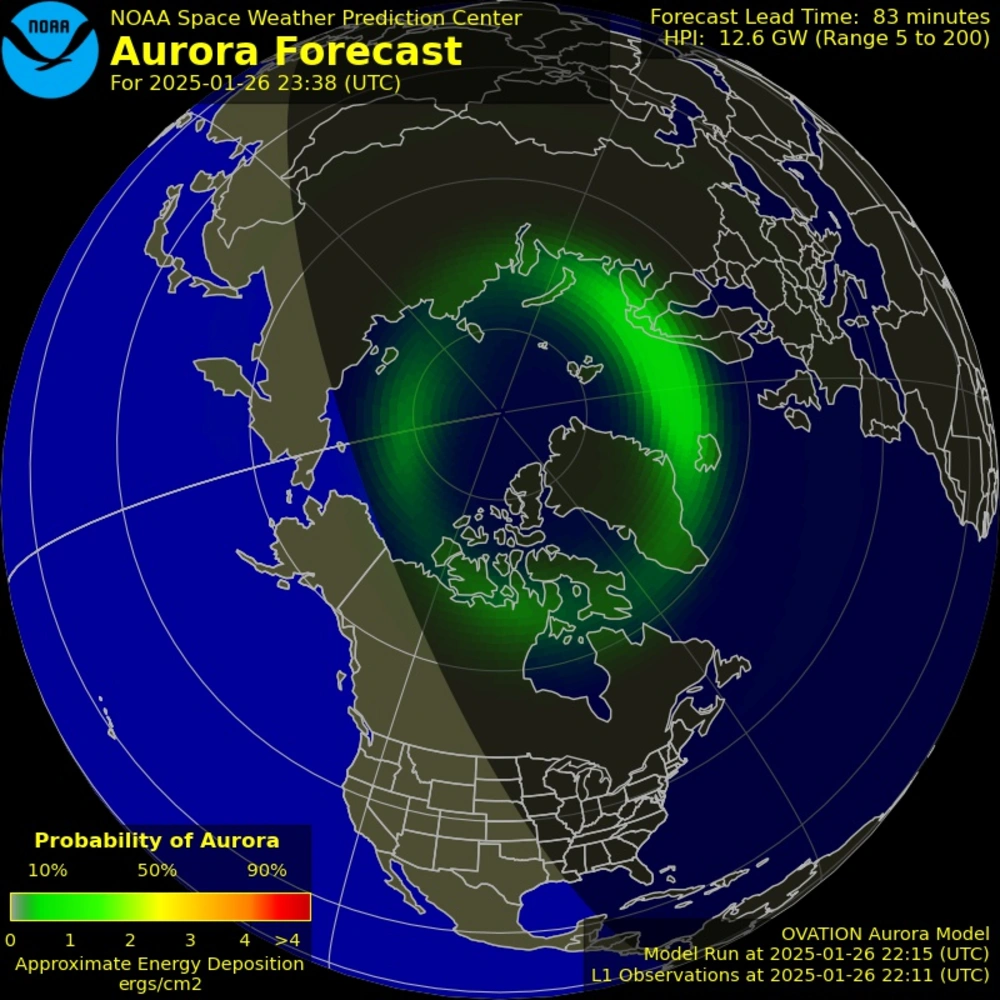 NOAA
NOAA Space Weather Prediction Center
Aurora Forecast
For 2025-01-26 23:38 (UTC)
Forecast Lead Time: 83 minutes
HPI: 12.6 GW (Range 5 to 200)
Probability of Aurora
10% 50% 90%
0 1 2 3 4 >4
Approximate Energy Deposition
ergs/cm2
OVATION Aurora Model
Model Run at 2025-01-26 22:15 (UTC)
L1 Observations at 2025-01-26 22:11 (UTC)